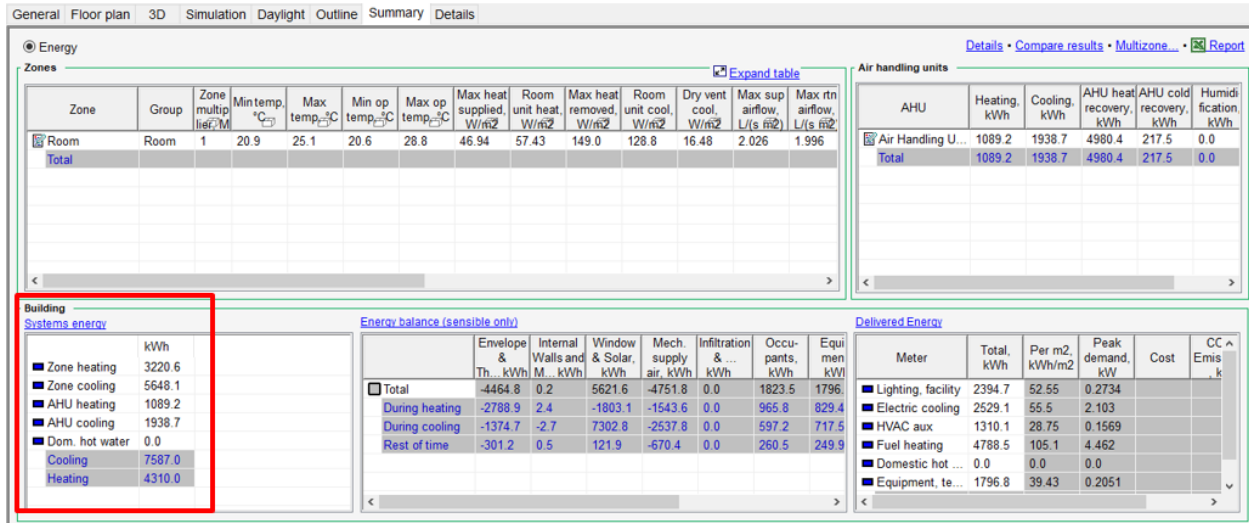 General Floor plan 3D Simulation Daylight Outline Summary Details
Energy
Details • Compare results • Multizone... • Report
Zones
Expand table
Zone Group Zone multip lier, M Min temp, °C Max temp, °C Min op temp, °C Max op temp, °C Max heat supplied, W/m2 Room unit heat, W/m2 Max heat removed, W/m2 Room unit cool, W/m2 Dry vent cool, W/m2 Max sup airflow, L/(s m2) Max rtn airflow, L/(s m2)
Room Room 1 20.9 25.1 20.6 28.8 46.94 57.43 149.0 128.8 16.48 2.026 1.996
Total
Air handling units
AHU Heating, kWh Cooling, kWh AHU heat recovery, kWh AHU cold recovery, kWh Humidi fication, kWh
Air Handling U... 1089.2 1938.7 4980.4 217.5 0.0
Total 1089.2 1938.7 4980.4 217.5 0.0
Building
Systems energy
kWh
Zone heating 3220.6
Zone cooling 5648.1
AHU heating 1089.2
AHU cooling 1938.7
Dom. hot water 0.0
Cooling 7587.0
Heating 4310.0
Energy balance (sensible only)
Envelope & Th... kWh Internal Walls and M... kWh Window & Solar, kWh Mech. supply air, kWh Infiltration & ... kWh Occu- pants, kWh Equi men kWh
Total -4464.8 0.2 5621.6 -4751.8 0.0 1823.5 1796.
During heating -2788.9 2.4 -1803.1 -1543.6 0.0 965.8 829.4
During cooling -1374.7 -2.7 7302.8 -2537.8 0.0 597.2 717.5
Rest of time -301.2 0.5 121.9 -670.4 0.0 260.5 249.9
Delivered Energy
Meter Total, kWh Per m2, kWh/m2 Peak demand, kW Cost CC Emis
Lighting, facility 2394.7 52.55 0.2734
Electric cooling 2529.1 55.5 2.103
HVAC aux 1310.1 28.75 0.1569
Fuel heating 4788.5 105.1 4.462
Domestic hot ... 0.0 0.0 0.0
Equipment, te... 1796.8 39.43 0.2051